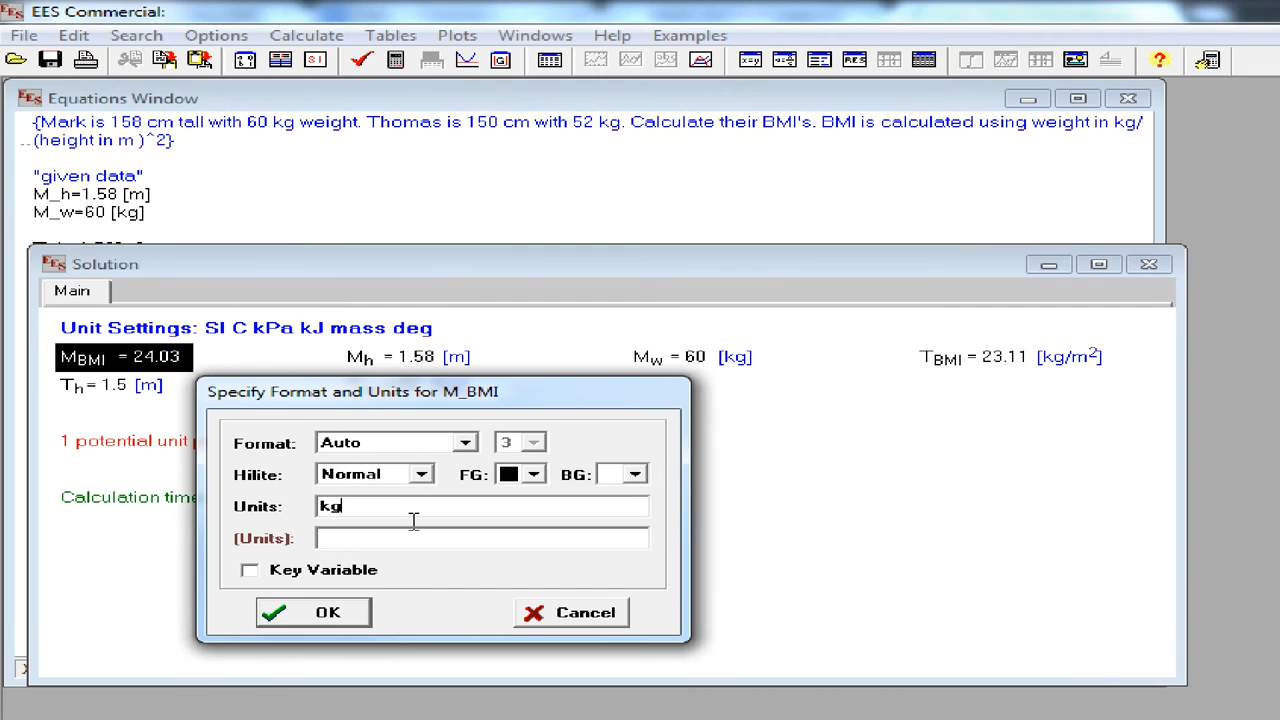 EES Commercial:
File Edit Search Options Calculate Tables Plots Windows Help Examples
EES Equations Window
{Mark is 158 cm tall with 60 kg weight. Thomas is 150 cm with 52 kg. Calculate their BMI's. BMI is calculated using weight in kg/
(height in m )^2}
"given data"
M_h=1.58 [m]
M_w=60 [kg]
EES Solution
Main
Unit Settings: SI C kPa kJ mass deg
MBMI = 24.03 Mh = 1.58 [m] Mw = 60 [kg] TBMI = 23.11 [kg/m2]
Th = 1.5 [m]
Specify Format and Units for M_BMI
1 potential unit
Format: Auto 3
Hilite: Normal FG: BG:
Calculation time
Units: kg
(Units):
Key Variable
OK Cancel